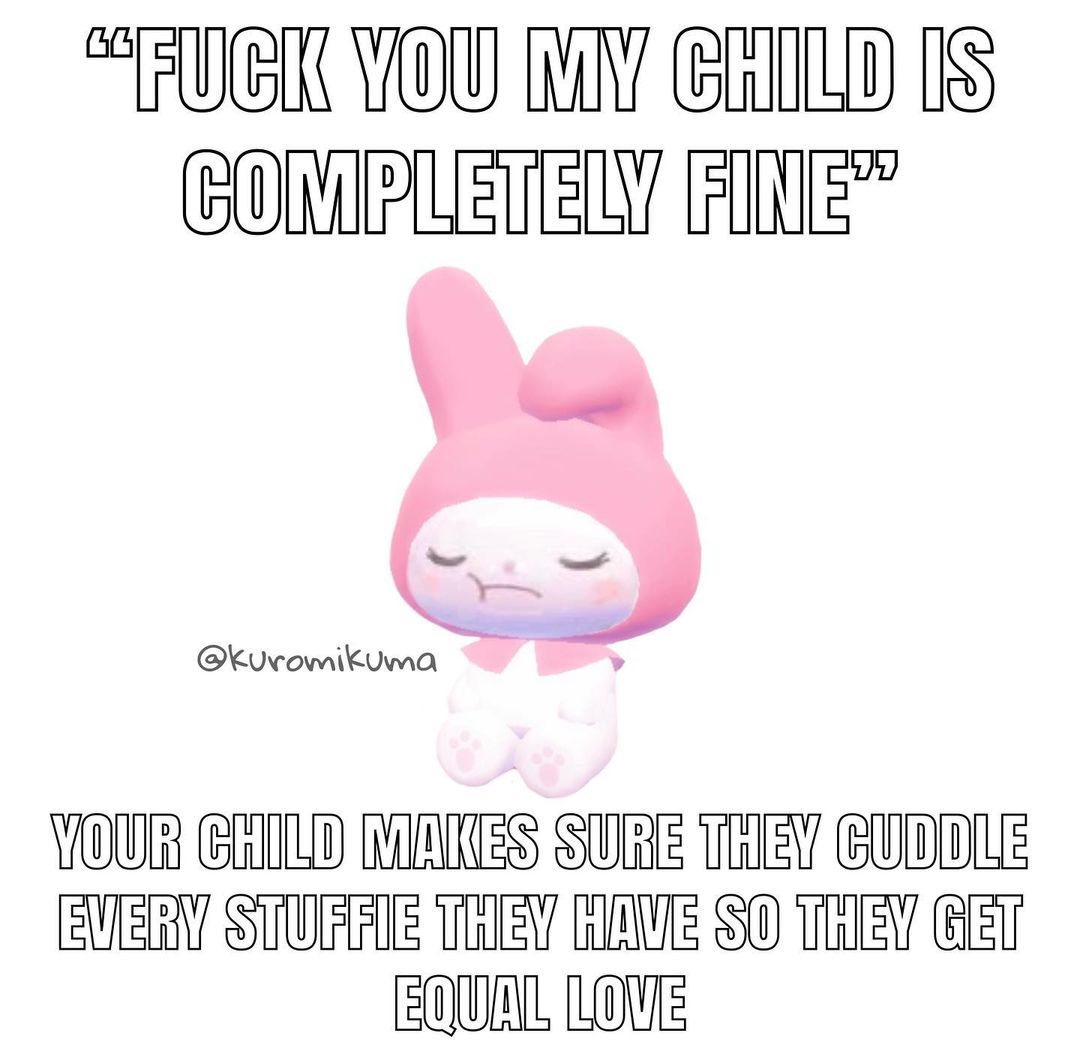 “FUCK YOU MY CHILD IS
COMPLETELY FINE”
@kuromikuma
YOUR CHILD MAKES SURE THEY CUDDLE
EVERY STUFFIE THEY HAVE SO THEY GET
EQUAL LOVE